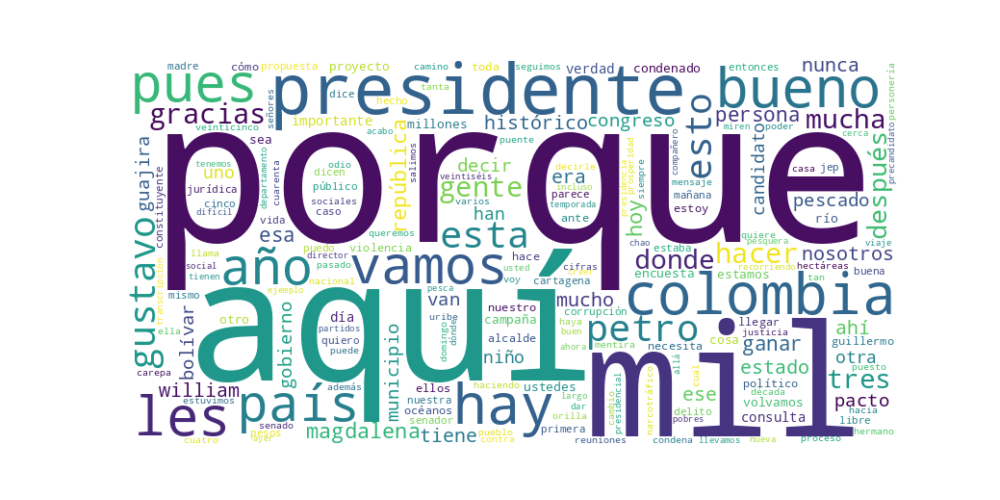 madre cómo propuesta proyecto camino toda seguimos verdad condenado entonces nunca
pues presidente bueno
dice hecho tanta miren poder cerca personería
gracias señores importante millones histórico congreso persona mucha
veinticinco acabo república puente esto candidato precandidato
guajira constituyente sea porque
uno tenemos departamento cuarenta odio dicen salimos decir decirle compañero casa jep después
jurídica público gente veintiséis era parece incluso presidencia prosperidad siempre mensaje mañana pescado
cinco difícil vida sociales caso varios han temporada ante hoy estoy río
gustavo esa queremos esta chao estaba quiere pesquera viaje
llama puedo violencia hace cifras donde hacer nosotros
social tienen director pasado año vamos usted voy creen cartagena encuesta recorriendo estamos hectáreas tan buena
transcripción mismo ejemplo nacional aquí pesca van nuestro mucho corrupción colombia
ella bolívar otro gobierno día uribe campaña haya petro cosa llegar justicia ahí guillermo
partidos quiero puede municipio domingo dónde alcalde buen ahora mentira necesita ganar otra
carepa estuvimos además niño allá cual estado puesto
william país ellos haciendo ustedes largo ese década político tres
les nuestra océanos hay dar cambio presidencial narcotráfico mil delito volvamos pacto
senado pesos magdalena senador tiene primera orilla pobres consulta libre hacia
cuatro ayer pueblo contra reuniones condena llevamos nueva proceso hermano